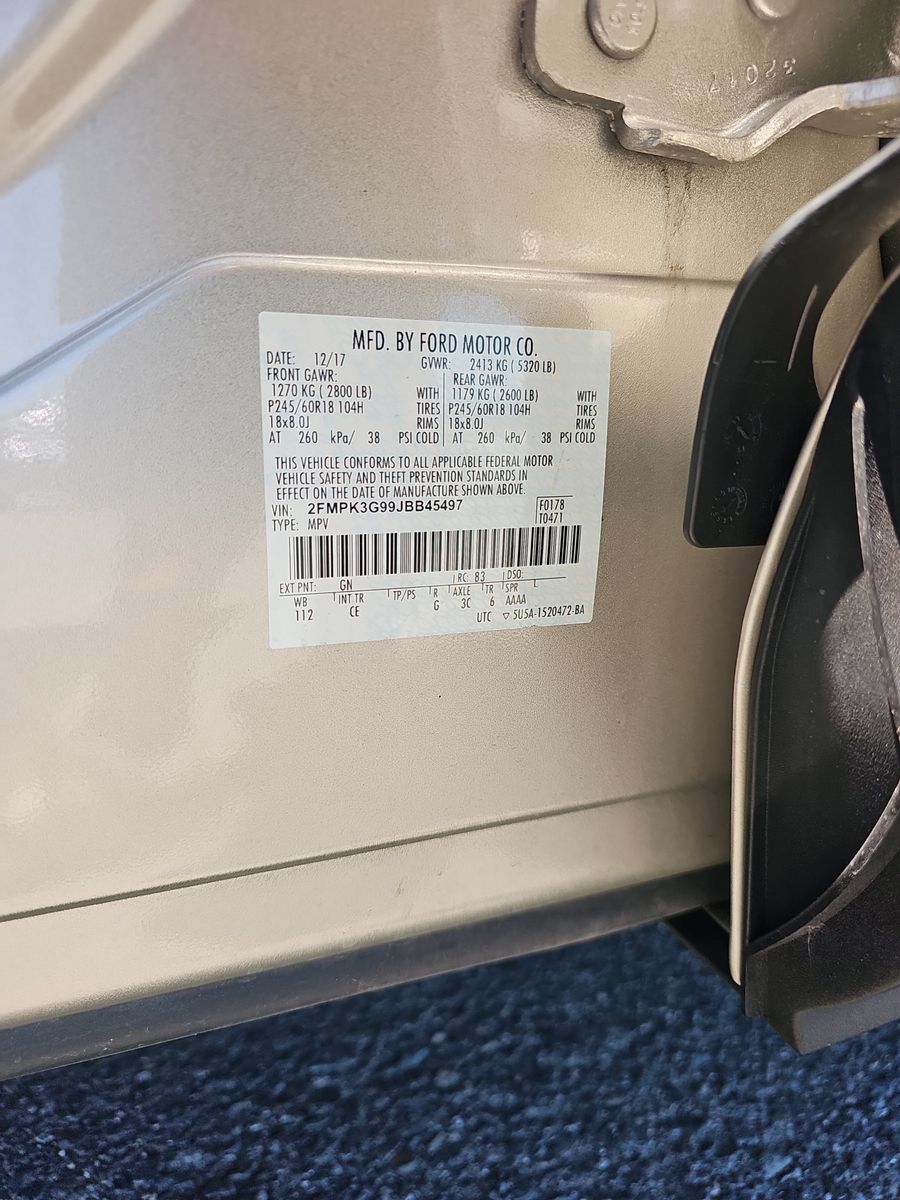 32017
MFD. BY FORD MOTOR CO.
DATE: 12/17 GVWR: 2413 KG ( 5320 LB)
FRONT GAWR: REAR GAWR:
1270 KG ( 2800 LB) WITH 1179 KG ( 2600 LB) WITH
P245/60R18 104H TIRES P245/60R18 104H TIRES
18x8.0J RIMS 18x8.0J RIMS
AT 260 kPa/ 38 PSI COLD AT 260 kPa/ 38 PSI COLD
THIS VEHICLE CONFORMS TO ALL APPLICABLE FEDERAL MOTOR
VEHICLE SAFETY AND THEFT PREVENTION STANDARDS IN
EFFECT ON THE DATE OF MANUFACTURE SHOWN ABOVE.
VIN: 2FMPK3G99JBB45497 F0178
TYPE: MPV T0471
EXT PNT: GN RC: 83 DSO:
WB INT TR TP/PS R AXLE TR SPR L
112 CE G 3C 6 AAAA
UTC ▽ 5U5A-1520472-BA